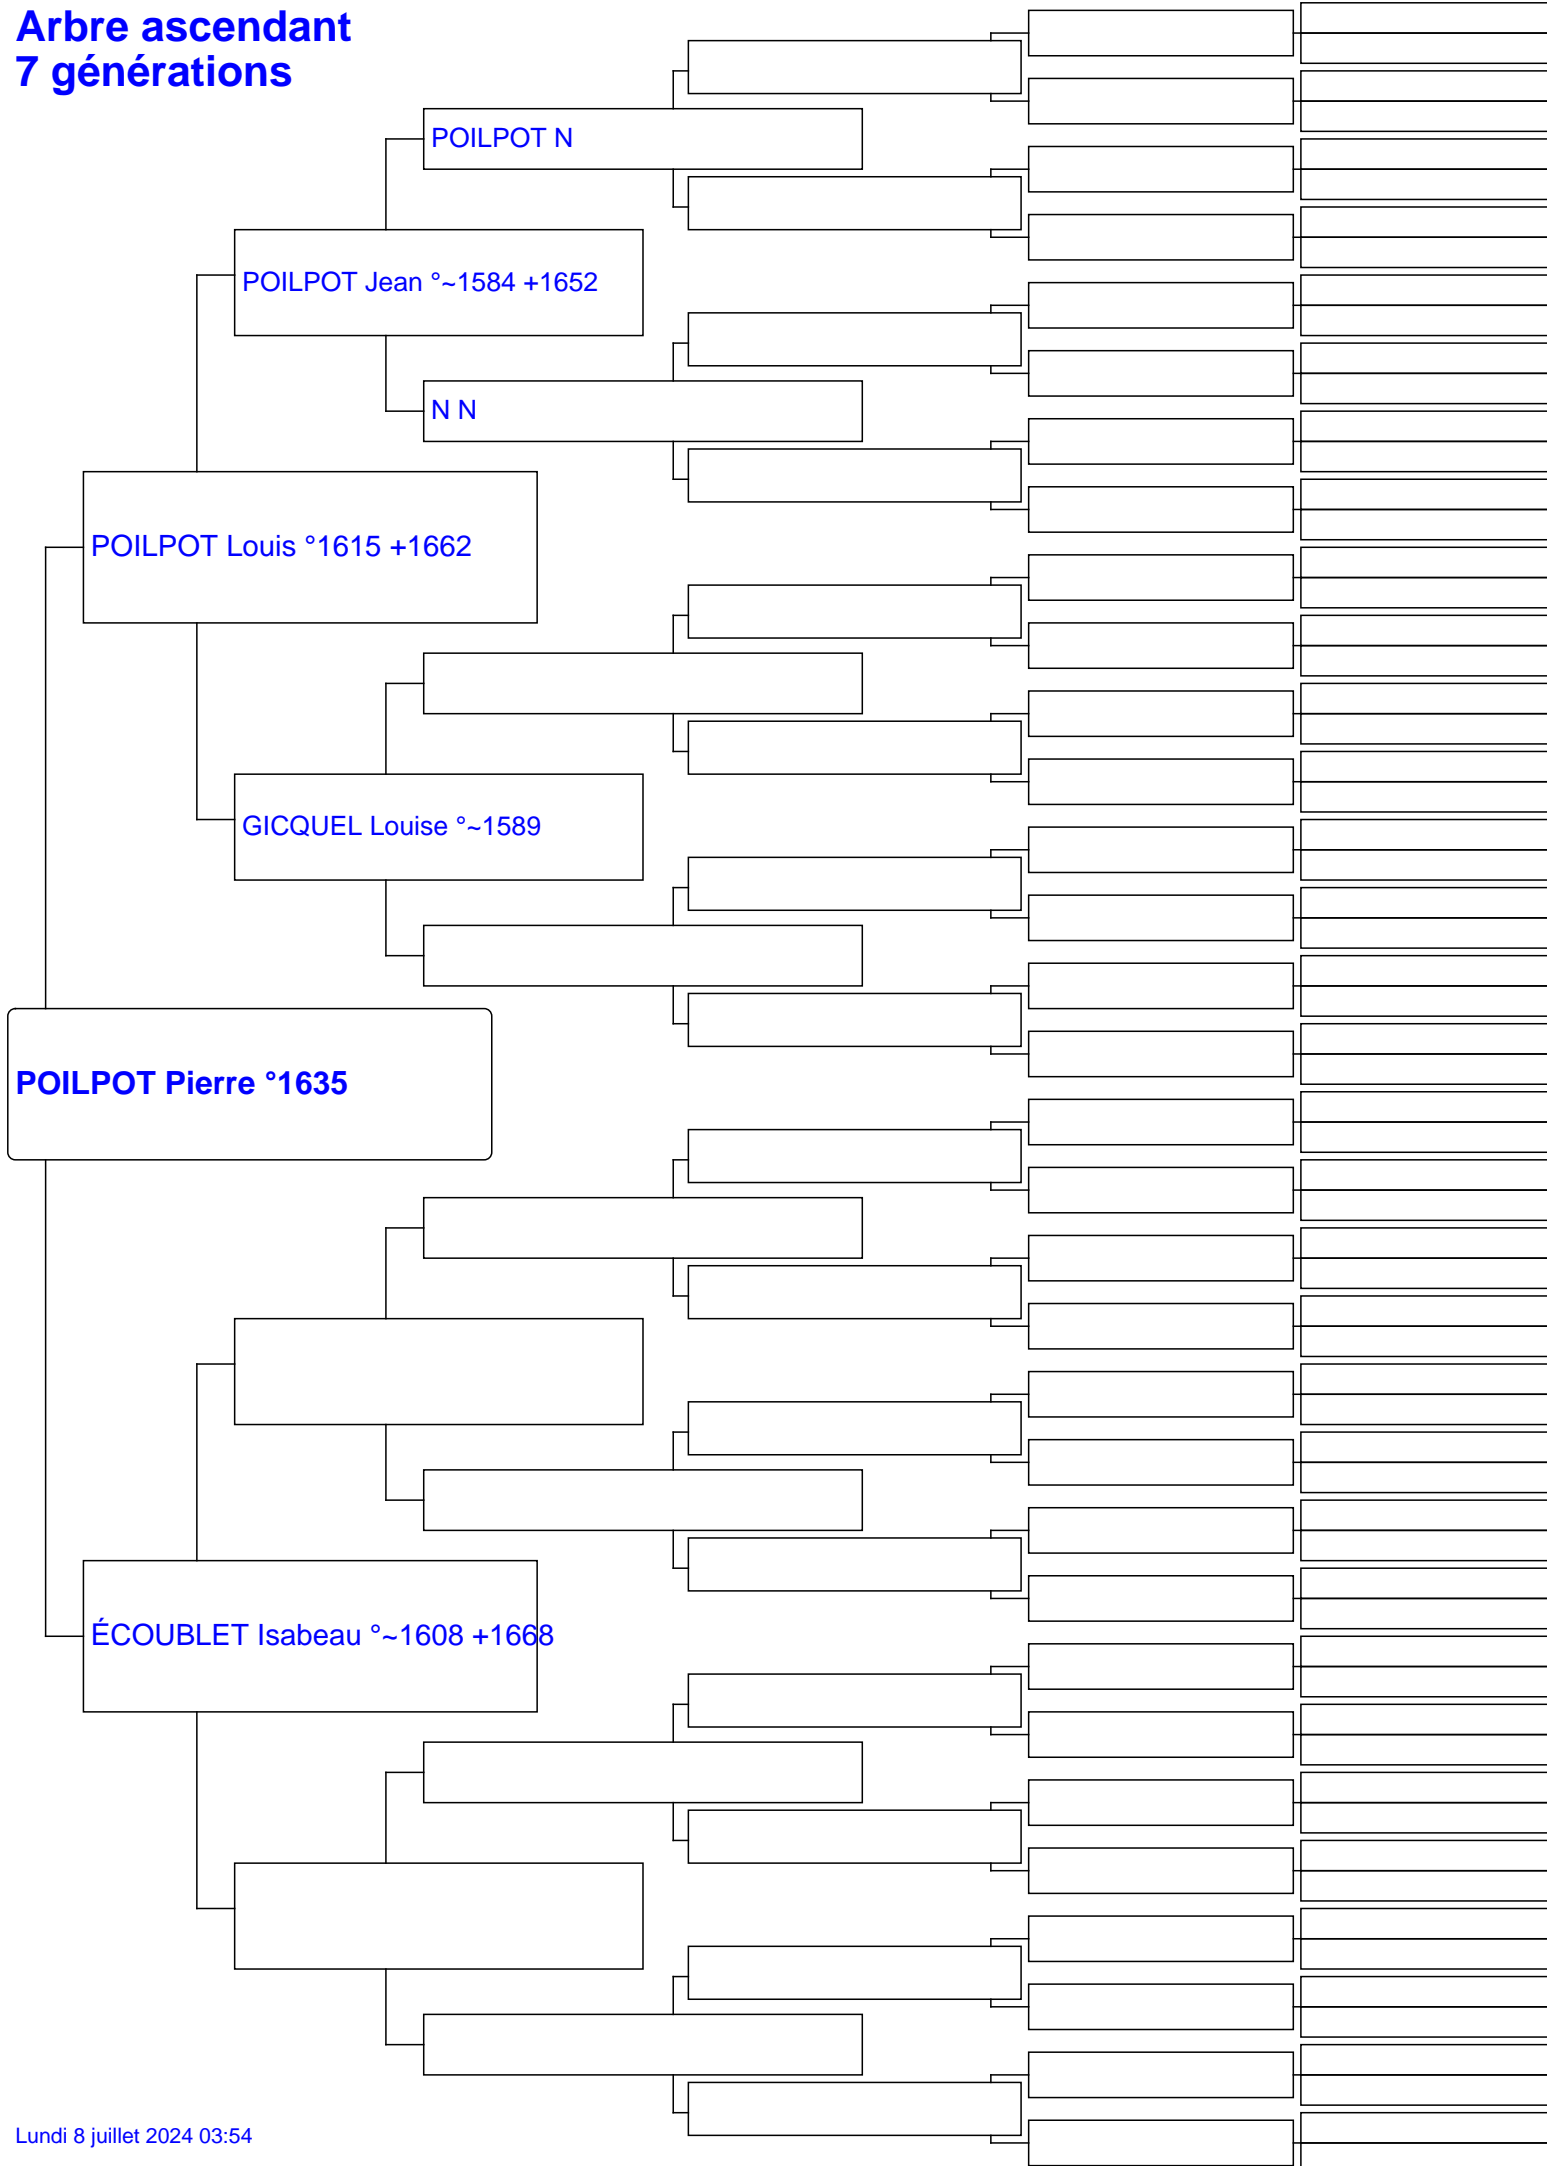 Arbre ascendant
7 générations
POILPOT N
POILPOT Jean °~1584 +1652
N N
POILPOT Louis °1615 +1662
GICQUEL Louise °~1589
POILPOT Pierre °1635
ÉCOUBLET Isabeau °~1608 +1668
Lundi 8 juillet 2024 03:54